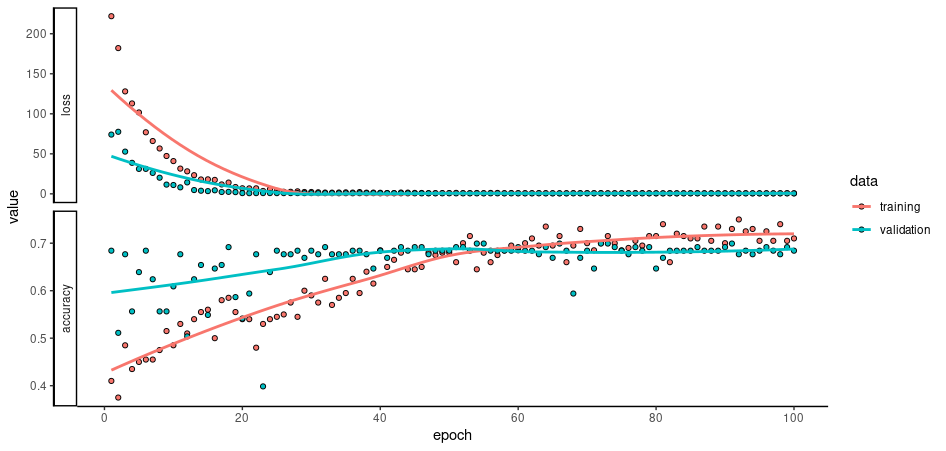 200
150
100
50
0
loss
value
0.7
0.6
0.5
0.4
accuracy
0 20 40 60 80 100
epoch
data
training
validation